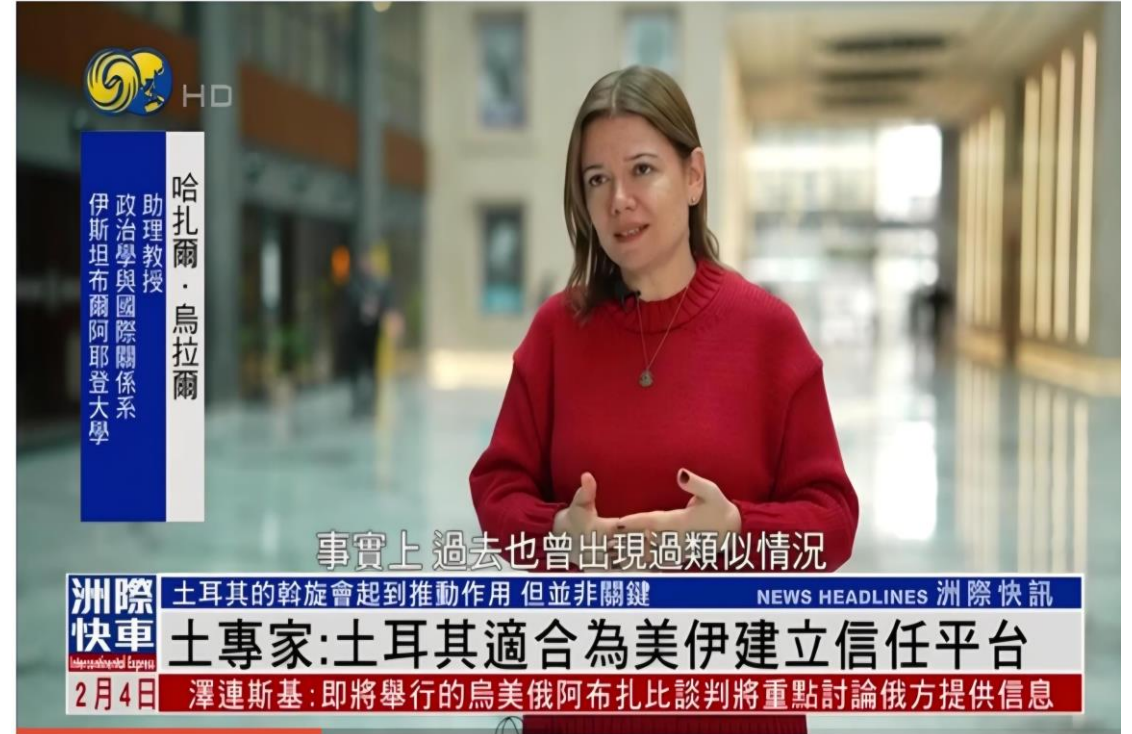 HD
哈扎爾·烏拉爾
助理教授
政治學與國際關係系
伊斯坦布爾阿耶登大學
事實上 過去也曾出現過類似情況
洲際快車
Intercontinental Express
2月4日
土耳其的斡旋會起到推動作用 但並非關鍵
NEWS HEADLINES 洲際快訊
土專家:土耳其適合為美伊建立信任平台
澤連斯基:即將舉行的烏美俄阿布扎比談判將重點討論俄方提供信息